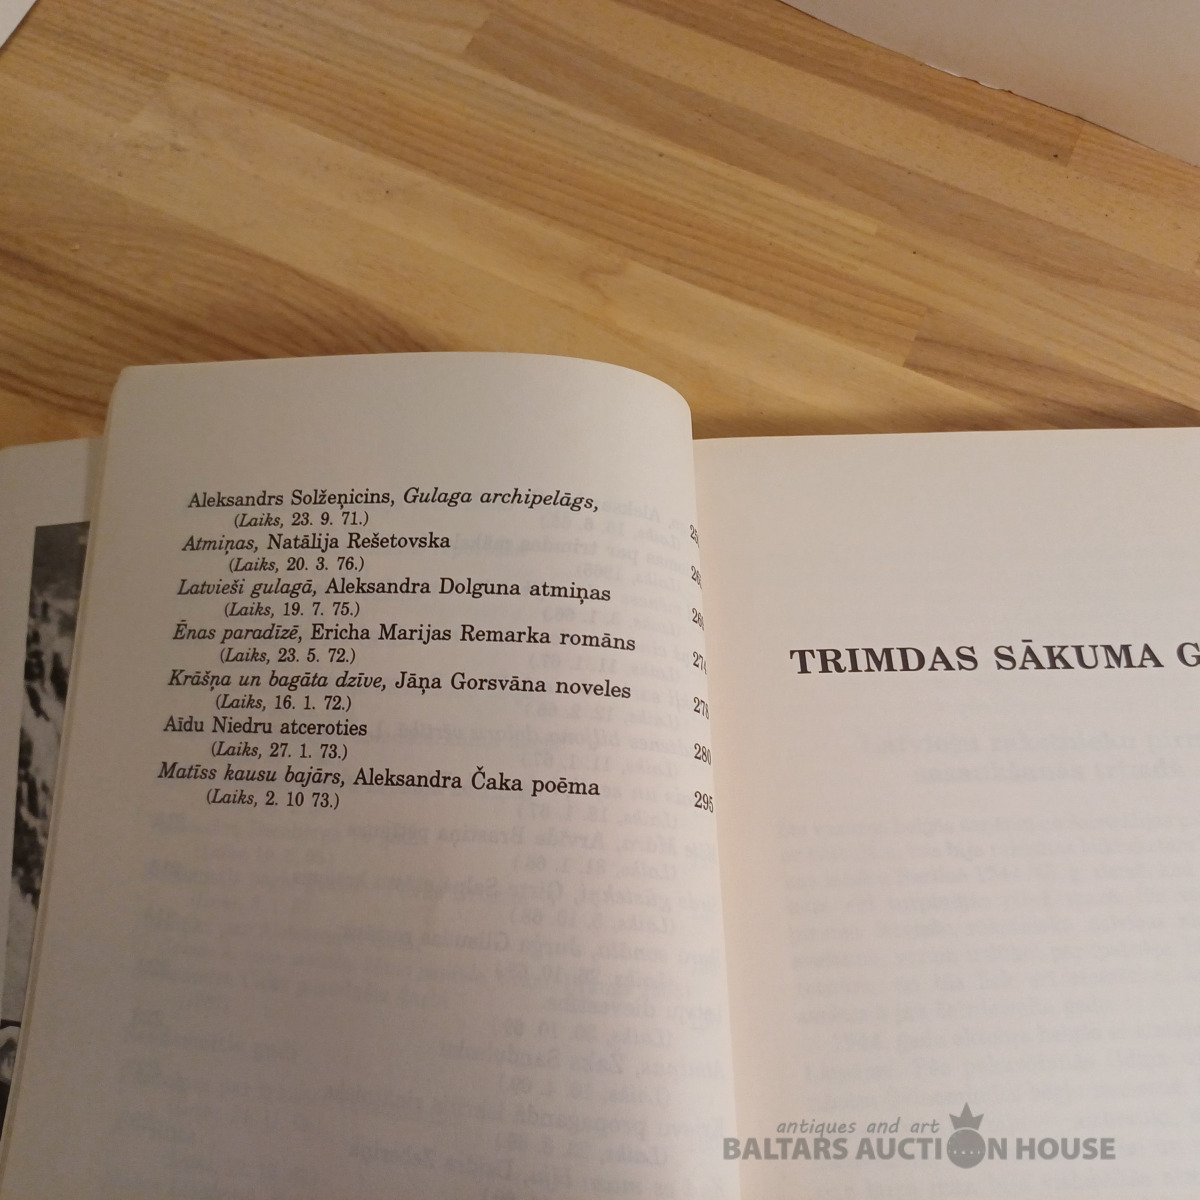 Aleksandrs Solžeņicins, Gulaga archipelāgs,
(Laiks, 23. 9. 71.)
Atmiņas, Natālija Rešetovska
(Laiks, 20. 3. 76.)
Latvieši gulagā, Aleksandra Dolguna atmiņas
(Laiks, 19. 7. 75.)
Ēnas paradīzē, Ericha Marijas Remarka romāns
(Laiks, 23. 5. 72.)
Krāšņa un bagāta dzīve, Jāņa Gorsvāna noveles 278
(Laiks, 16. 1. 72.)
Aīdu Niedru atceroties 280
(Laiks, 27. 1. 73.)
Matīss kausu bajārs, Aleksandra Čaka poēma 295
(Laiks, 2. 10 73.)
TRIMDAS SĀKUMA G
antiques and art
BALTARS AUCTION HOUSE